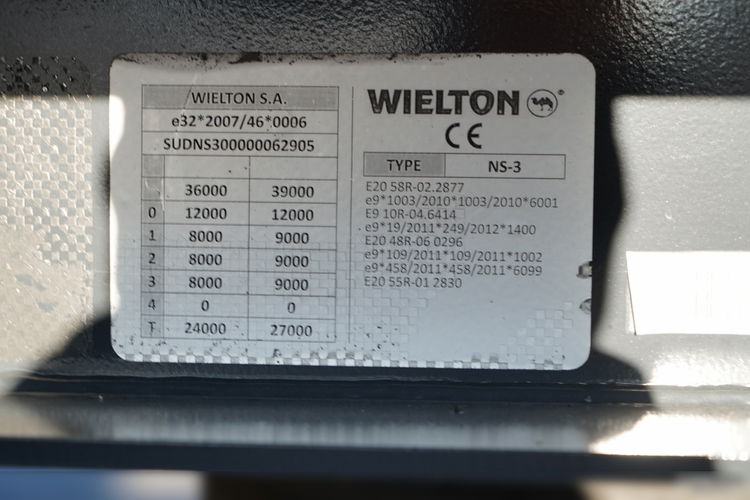 WIELTON S.A.
e32*2007/46*0006
SUDNS300000062905
36000 39000
0 12000 12000
1 8000 9000
2 8000 9000
3 8000 9000
4 0 0
T 24000 27000
WIELTON ®
CE
TYPE NS-3
E20 58R-02.2877
e9*1003/2010*1003/2010*6001
E9 10R-04.6414
e9*19/2011*249/2012*1400
E20 48R-06 0296
e9*109/2011*109/2011*1002
e9*458/2011*458/2011*6099
E20 55R-01 2830